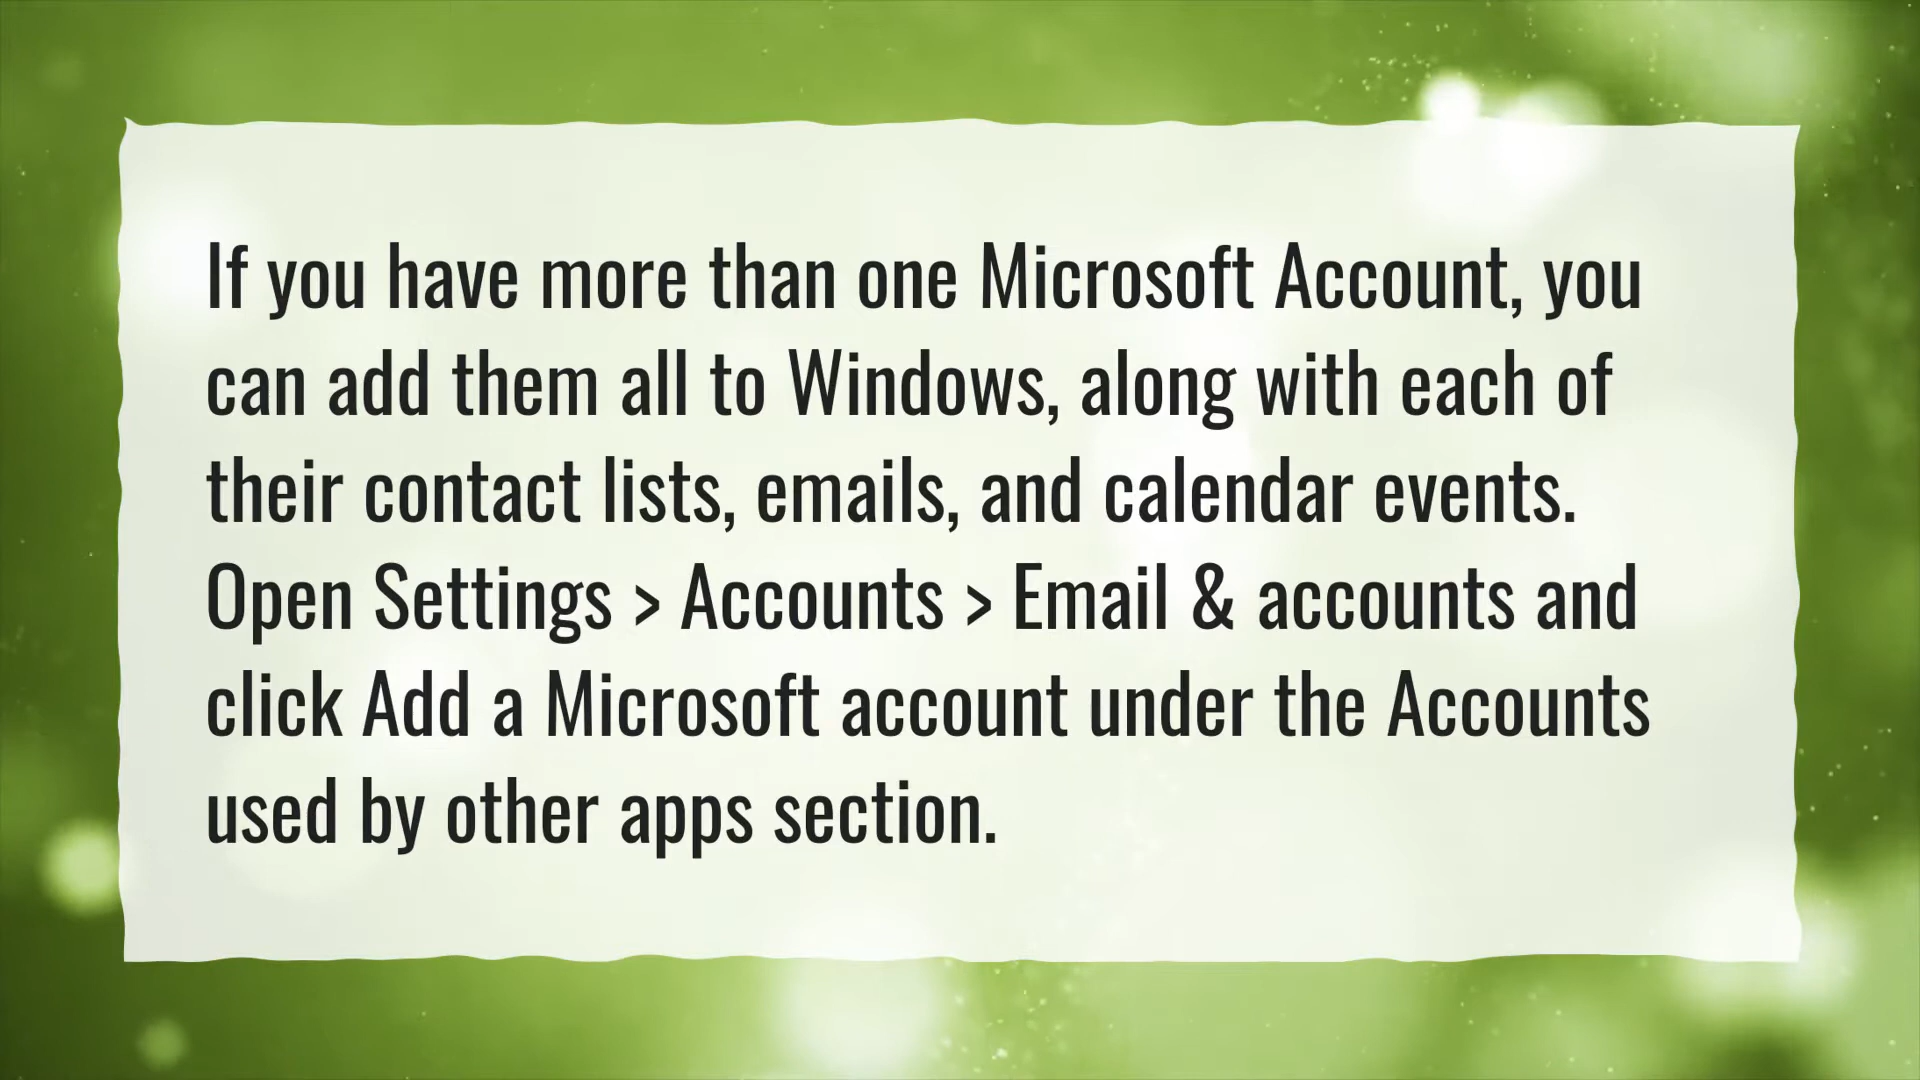 If you have more than one Microsoft Account, you
can add them all to Windows, along with each of
their contact lists, emails, and calendar events.
Open Settings > Accounts > Email & accounts and
click Add a Microsoft account under the Accounts
used by other apps section.